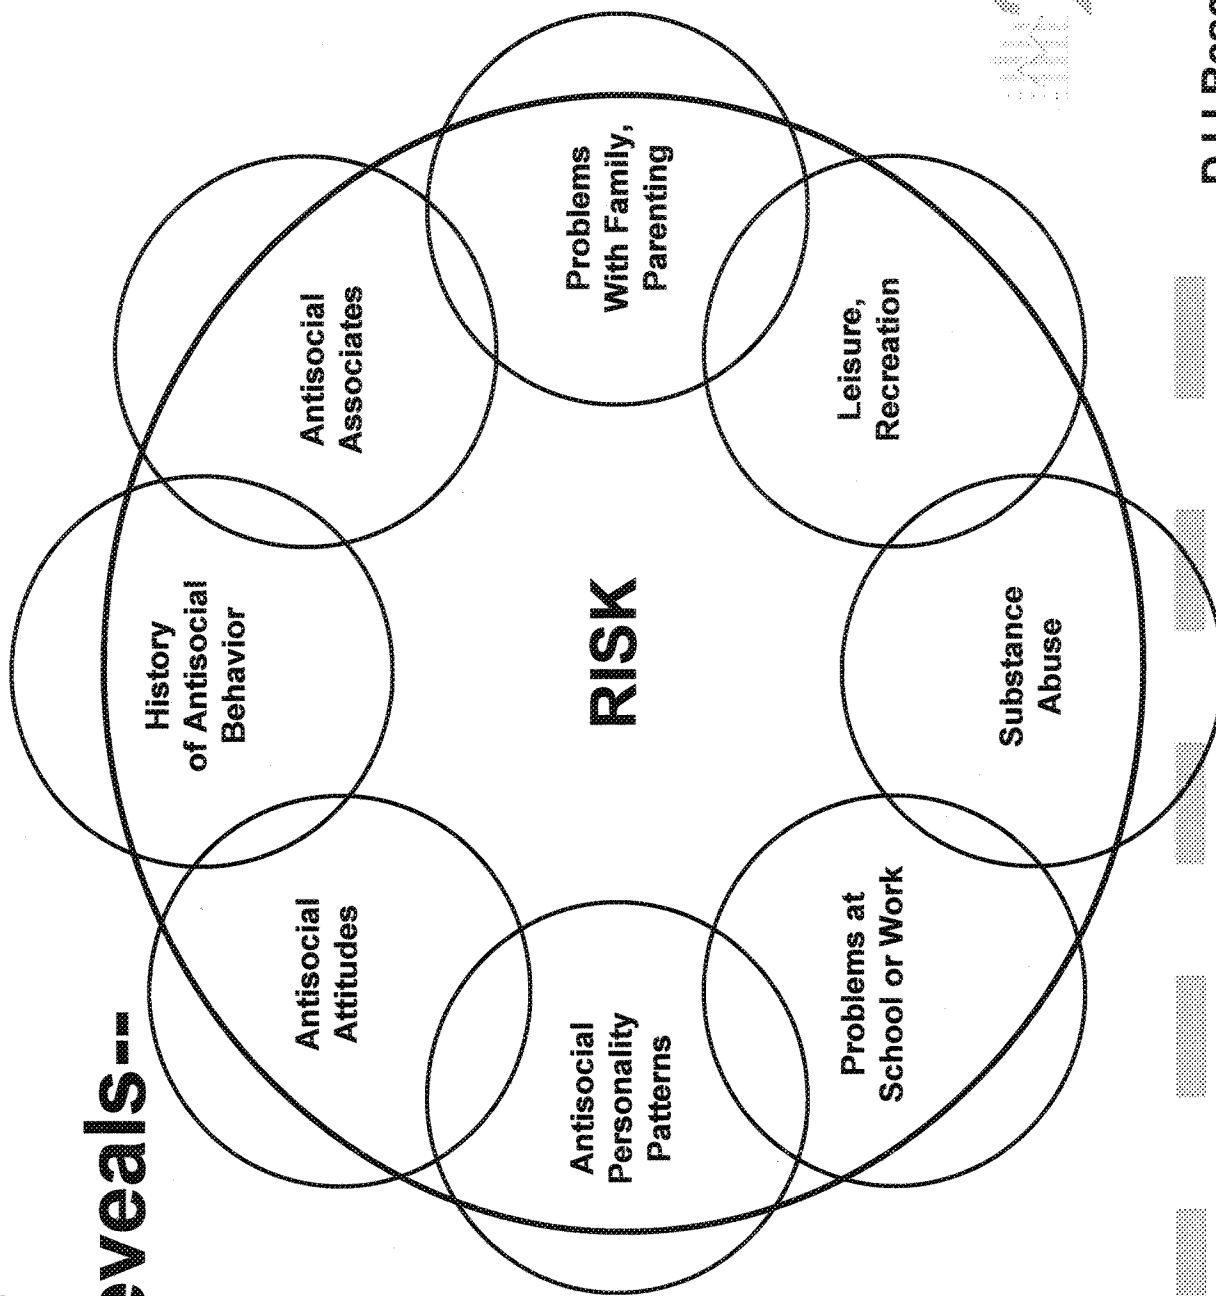 eveals--
History
of Antisocial
Behavior
Antisocial
Attitudes
Antisocial
Associates
Antisocial
Personality
Patterns
RISK
Problems
With Family,
Parenting
Problems at
School or Work
Leisure,
Recreation
Substance
Abuse